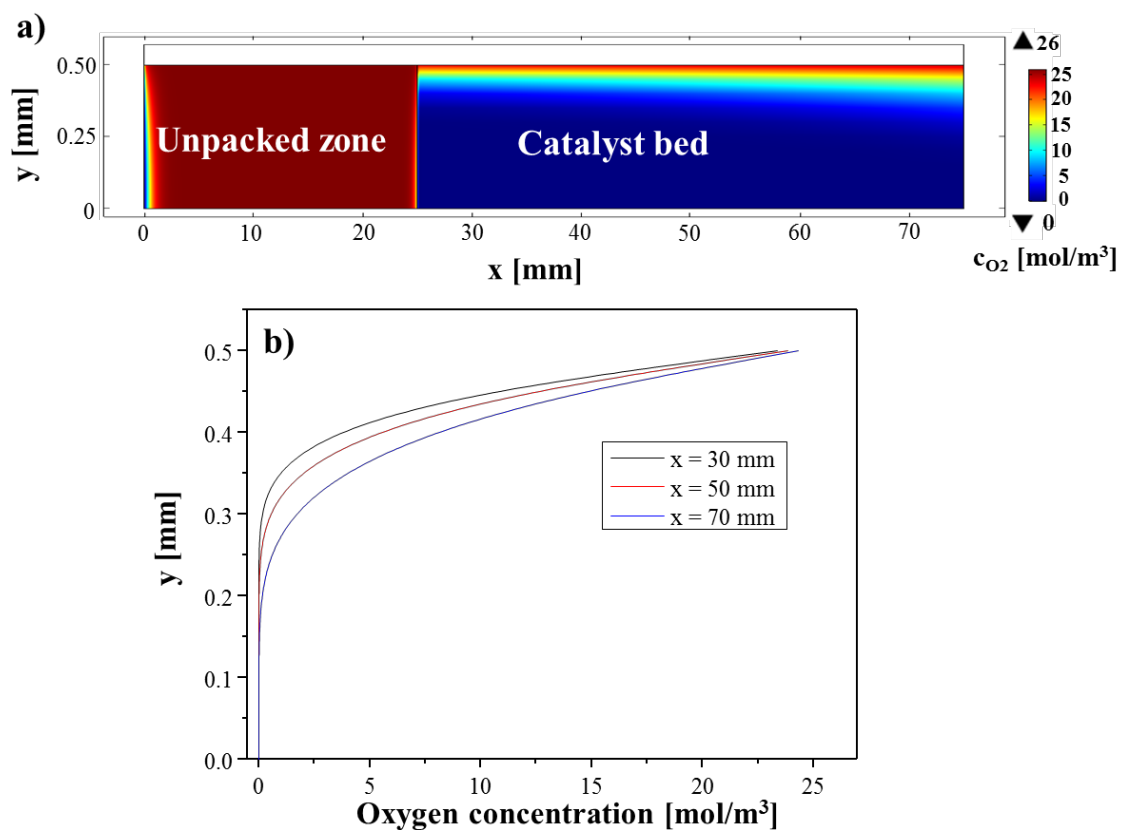 a)
26
0.50
25
20
Unpacked zone
Catalyst bed
15
y [mm]
0.25
10
5
0
0
0
0 10 20 30 40 50 60 70
x [mm]
cO2 [mol/m³]
b)
0.5
0.4
x = 30 mm
x = 50 mm
x = 70 mm
y [mm]
0.3
0.2
0.1
0.0
0 5 10 15 20 25
Oxygen concentration [mol/m³]